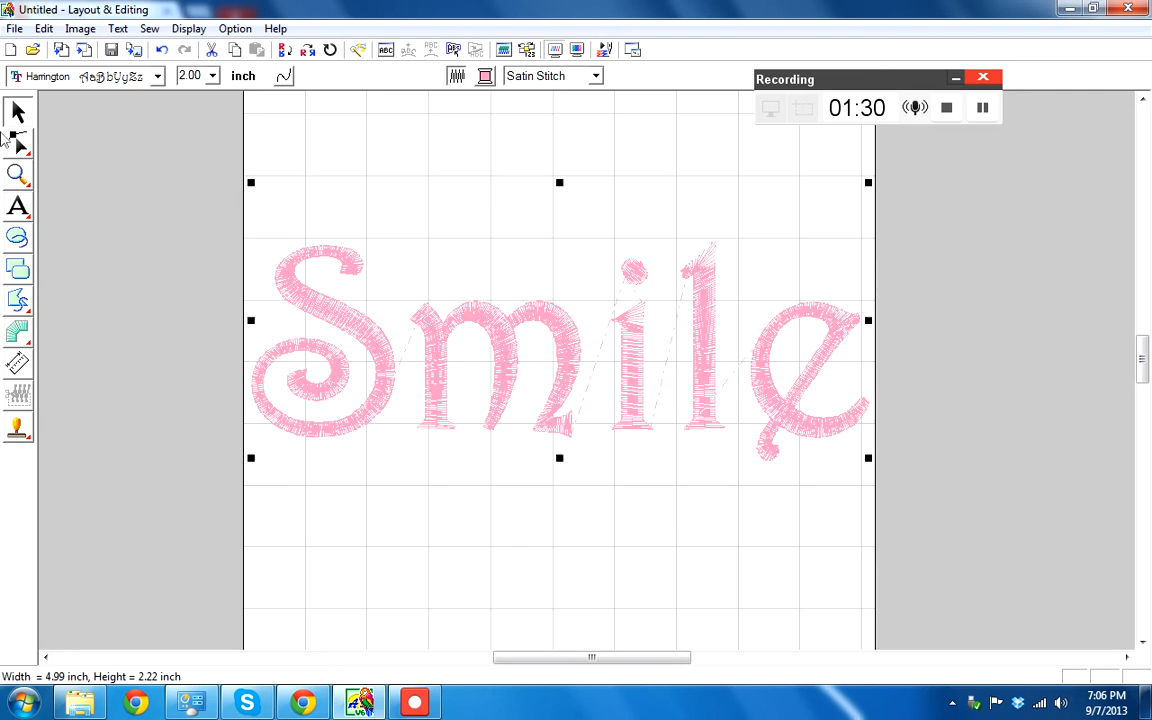 Untitled - Layout & Editing
File Edit Image Text Sew Display Option Help
Harrington AaBbYyZz 2.00 inch Satin Stitch
Recording
01:30
Smile
Width = 4.99 inch, Height = 2.22 inch
7:06 PM
9/7/2013